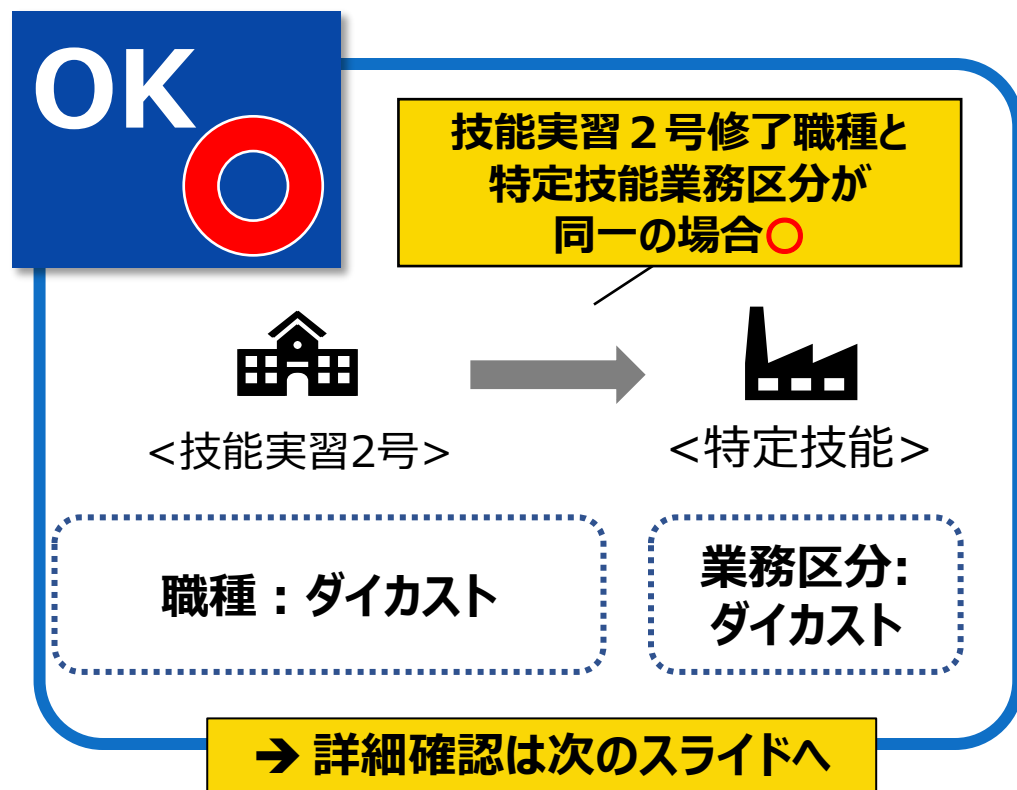 OK
技能実習２号修了職種と
特定技能業務区分が
同一の場合〇
<技能実習2号>
<特定技能>
職種：ダイカスト
業務区分:
ダイカスト
➔ 詳細確認は次のスライドへ